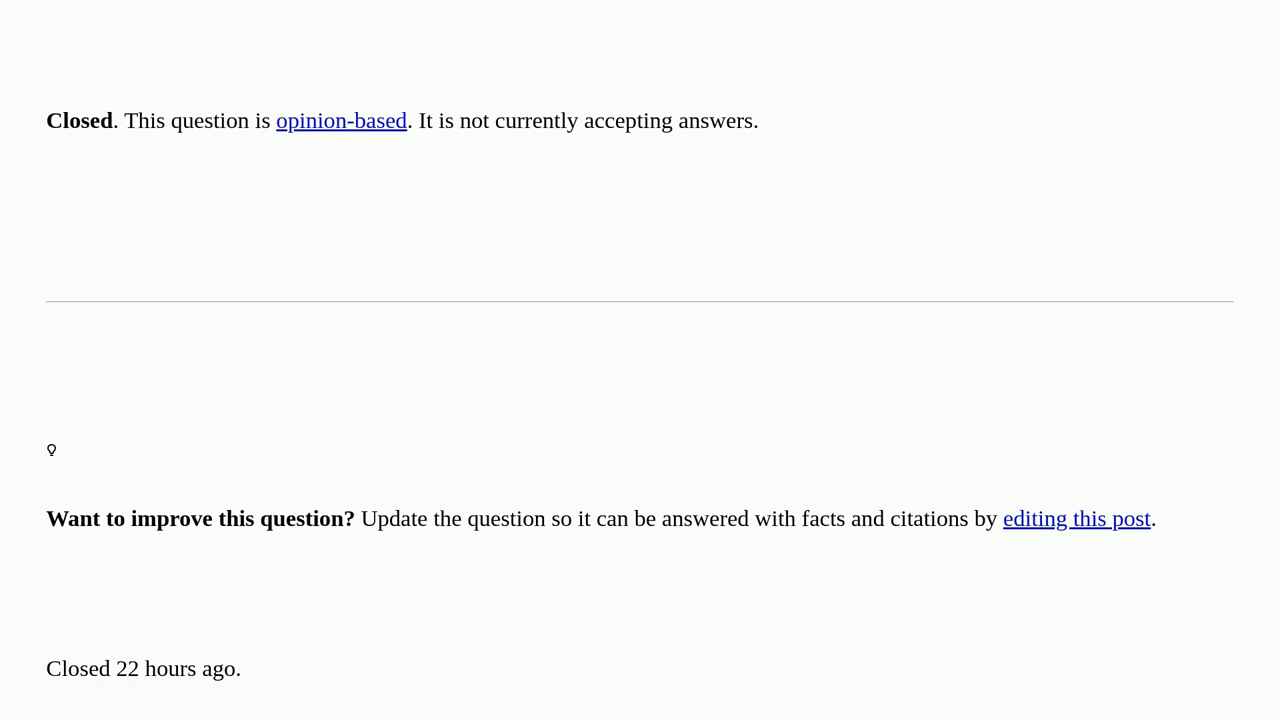 Closed. This question is opinion-based. It is not currently accepting answers.
Want to improve this question? Update the question so it can be answered with facts and citations by editing this post.
Closed 22 hours ago.